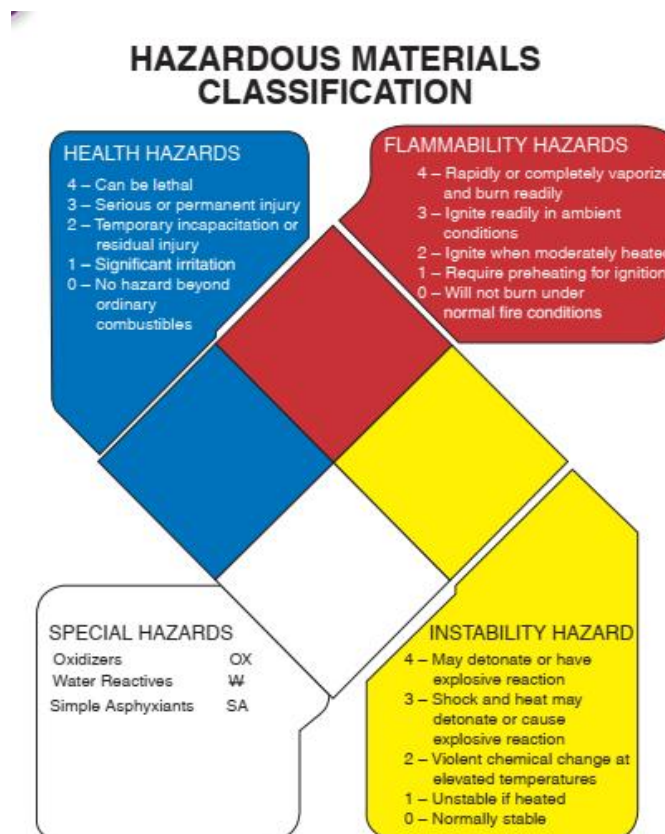 HAZARDOUS MATERIALS
CLASSIFICATION
HEALTH HAZARDS
4 – Can be lethal
3 – Serious or permanent injury
2 – Temporary incapacitation or
residual injury
1 – Significant irritation
0 – No hazard beyond
ordinary
combustibles
FLAMMABILITY HAZARDS
4 – Rapidly or completely vaporize
and burn readily
3 – Ignite readily in ambient
conditions
2 – Ignite when moderately heated
1 – Require preheating for ignition
0 – Will not burn under
normal fire conditions
SPECIAL HAZARDS
Oxidizers OX
Water Reactives W̶
Simple Asphyxiants SA
INSTABILITY HAZARD
4 – May detonate or have
explosive reaction
3 – Shock and heat may
detonate or cause
explosive reaction
2 – Violent chemical change at
elevated temperatures
1 – Unstable if heated
0 – Normally stable